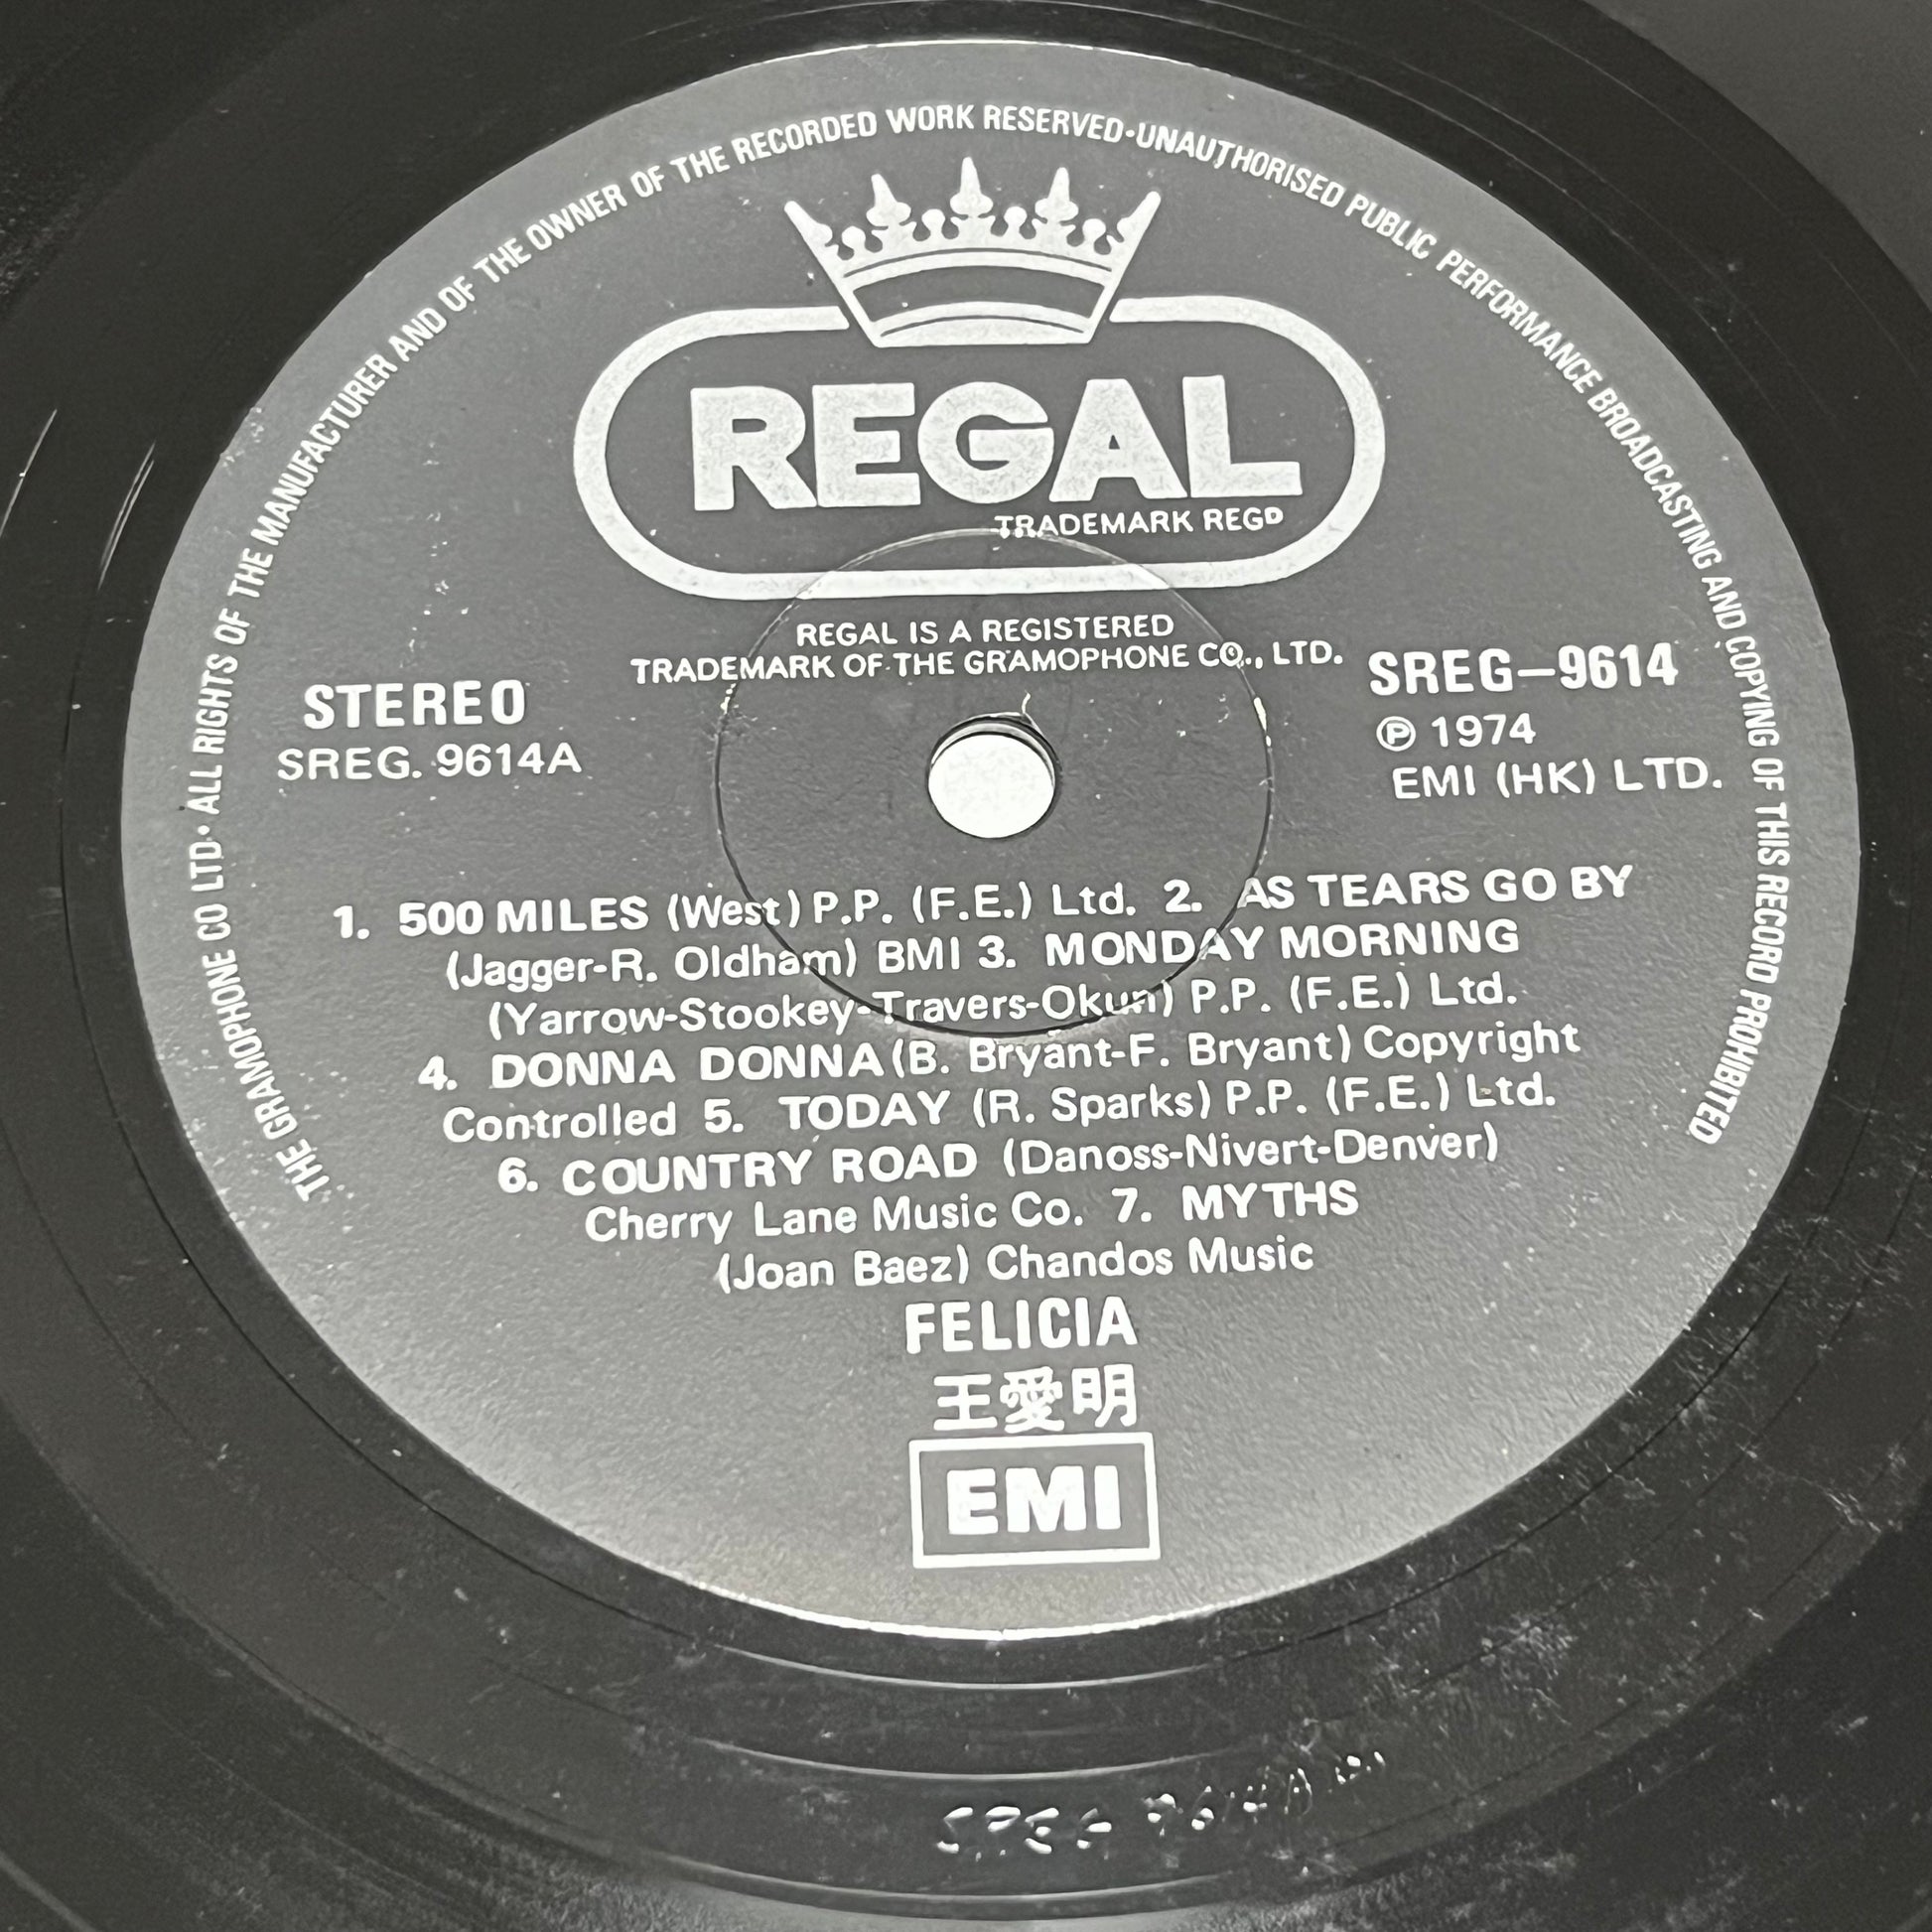 THE GRAMOPHONE CO LTD• ALL RIGHTS OF THE MANUFACTURER AND OF THE OWNER OF THE RECORDED WORK RESERVED•UNAUTHORISED PUBLIC PERFORMANCE BROADCASTING AND COPYING OF THIS RECORD PROHIBITED
REGAL
TRADEMARK REGD
REGAL IS A REGISTERED
TRADEMARK OF THE GRAMOPHONE CO., LTD.
STEREO
SREG. 9614A
SREG–9614
℗ 1974
EMI (HK) LTD.
1. 500 MILES (West) P.P. (F.E.) Ltd. 2. AS TEARS GO BY
(Jagger-R. Oldham) BMI 3. MONDAY MORNING
(Yarrow-Stookey-Travers-Okun) P.P. (F.E.) Ltd.
4. DONNA DONNA (B. Bryant-F. Bryant) Copyright
Controlled 5. TODAY (R. Sparks) P.P. (F.E.) Ltd.
6. COUNTRY ROAD (Danoss-Nivert-Denver)
Cherry Lane Music Co. 7. MYTHS
(Joan Baez) Chandos Music
FELICIA
王愛明
EMI
SREG 9614A